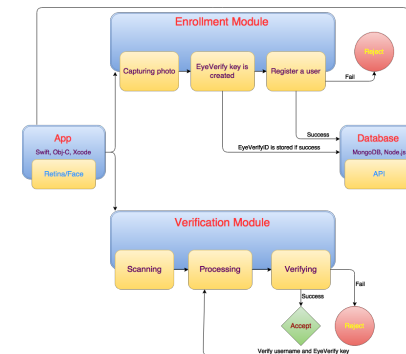 Enrollment Module
Capturing photo
EyeVerify key is
created
Register a user
Reject
Fail
Success
EyeVerifyID is stored if success
App
Swift, Obj-C, Xcode
Retina/Face
Database
MongoDB, Node.js
API
Verification Module
Scanning
Processing
Verifying
Fail
Success
Accept
Reject
Verify username and EyeVerify key